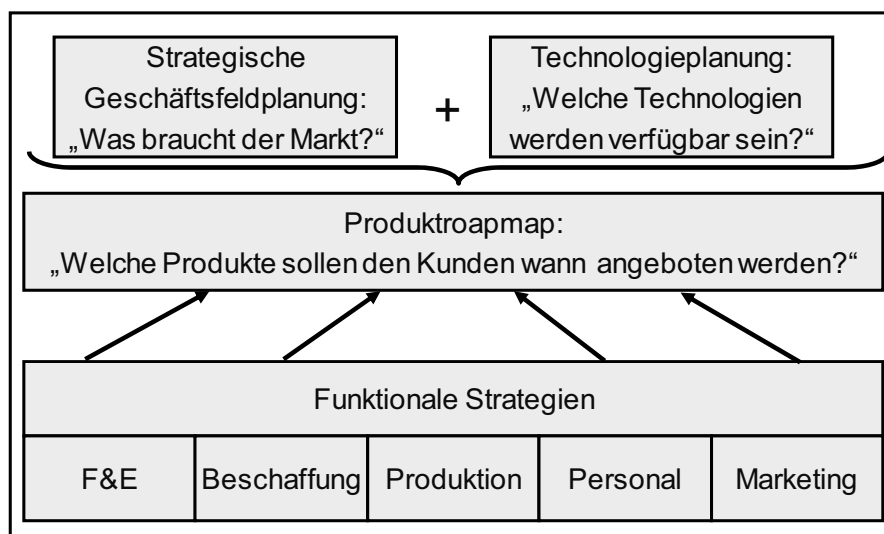 Strategische
Geschäftsfeldplanung:
„Was braucht der Markt?“
+
Technologieplanung:
„Welche Technologien
werden verfügbar sein?“
Produktroapmap:
„Welche Produkte sollen den Kunden wann angeboten werden?“
Funktionale Strategien
F&E
Beschaffung
Produktion
Personal
Marketing